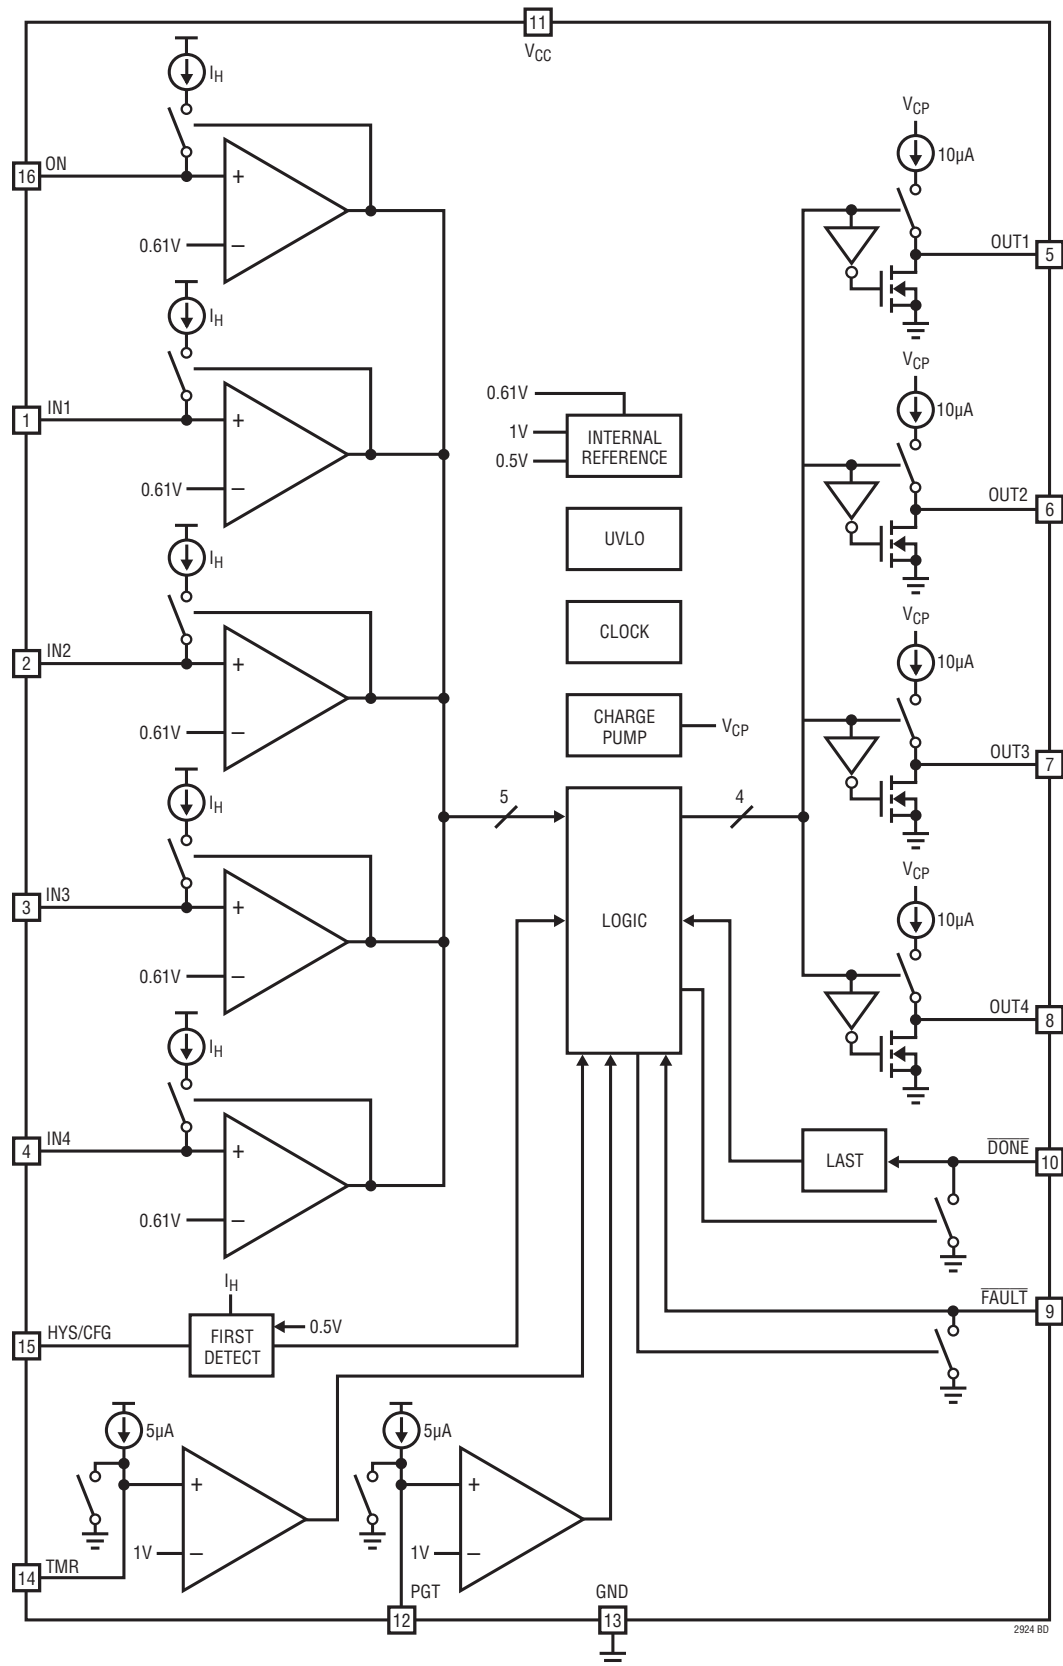 11
VCC
IH
16 ON
+
0.61V
–
IH
1 IN1
+
0.61V
–
IH
2 IN2
+
0.61V
–
IH
3 IN3
+
0.61V
–
IH
4 IN4
+
0.61V
–
0.61V
1V
0.5V
INTERNAL
REFERENCE
UVLO
CLOCK
CHARGE
PUMP
VCP
5
LOGIC
4
VCP
10µA
OUT1
5
VCP
10µA
OUT2
6
VCP
10µA
OUT3
7
VCP
10µA
OUT4
8
LAST
DONE
10
FAULT
9
IH
15 HYS/CFG
FIRST
DETECT
0.5V
5µA
+
1V
–
14 TMR
5µA
+
1V
–
PGT
12
GND
13
2924 BD